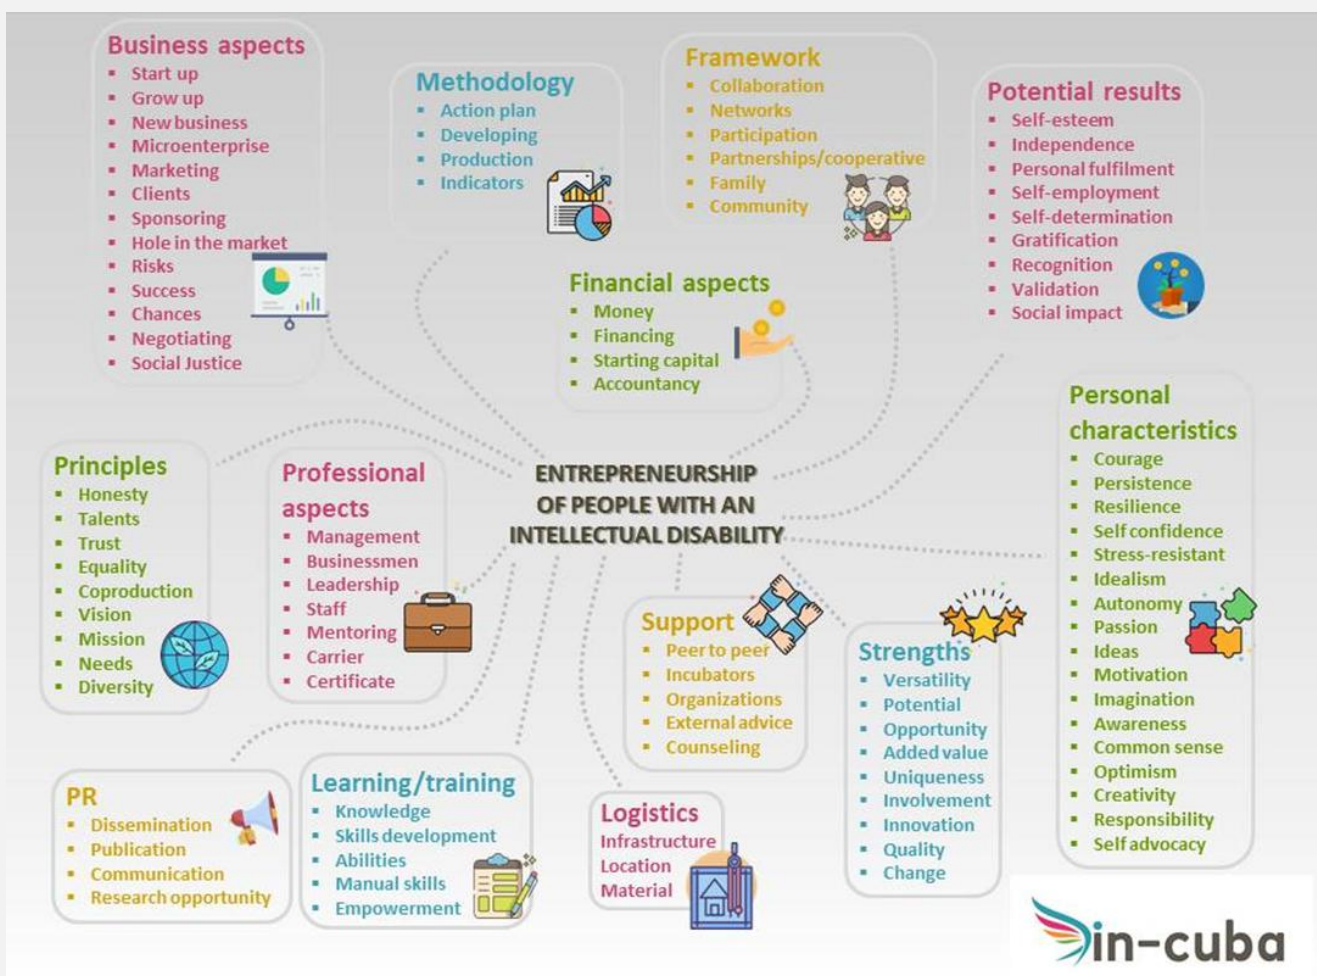 Business aspects
Start up
Grow up
New business
Microenterprise
Marketing
Clients
Sponsoring
Hole in the market
Risks
Success
Chances
Negotiating
Social Justice
Methodology
Action plan
Developing
Production
Indicators
Framework
Collaboration
Networks
Participation
Partnerships/cooperative
Family
Community
Potential results
Self-esteem
Independence
Personal fulfilment
Self-employment
Self-determination
Gratification
Recognition
Validation
Social impact
Financial aspects
Money
Financing
Starting capital
Accountancy
Principles
Honesty
Talents
Trust
Equality
Coproduction
Vision
Mission
Needs
Diversity
Professional
aspects
Management
Businessmen
Leadership
Staff
Mentoring
Carrier
Certificate
ENTREPRENEURSHIP
OF PEOPLE WITH AN
INTELLECTUAL DISABILITY
Personal
characteristics
Courage
Persistence
Resilience
Self confidence
Stress-resistant
Idealism
Autonomy
Passion
Ideas
Motivation
Imagination
Awareness
Common sense
Optimism
Creativity
Responsibility
Self advocacy
Support
Peer to peer
Incubators
Organizations
External advice
Counseling
Strengths
Versatility
Potential
Opportunity
Added value
Uniqueness
Involvement
Innovation
Quality
Change
PR
Dissemination
Publication
Communication
Research opportunity
Learning/training
Knowledge
Skills development
Abilities
Manual skills
Empowerment
Logistics
Infrastructure
Location
Material
in-cuba